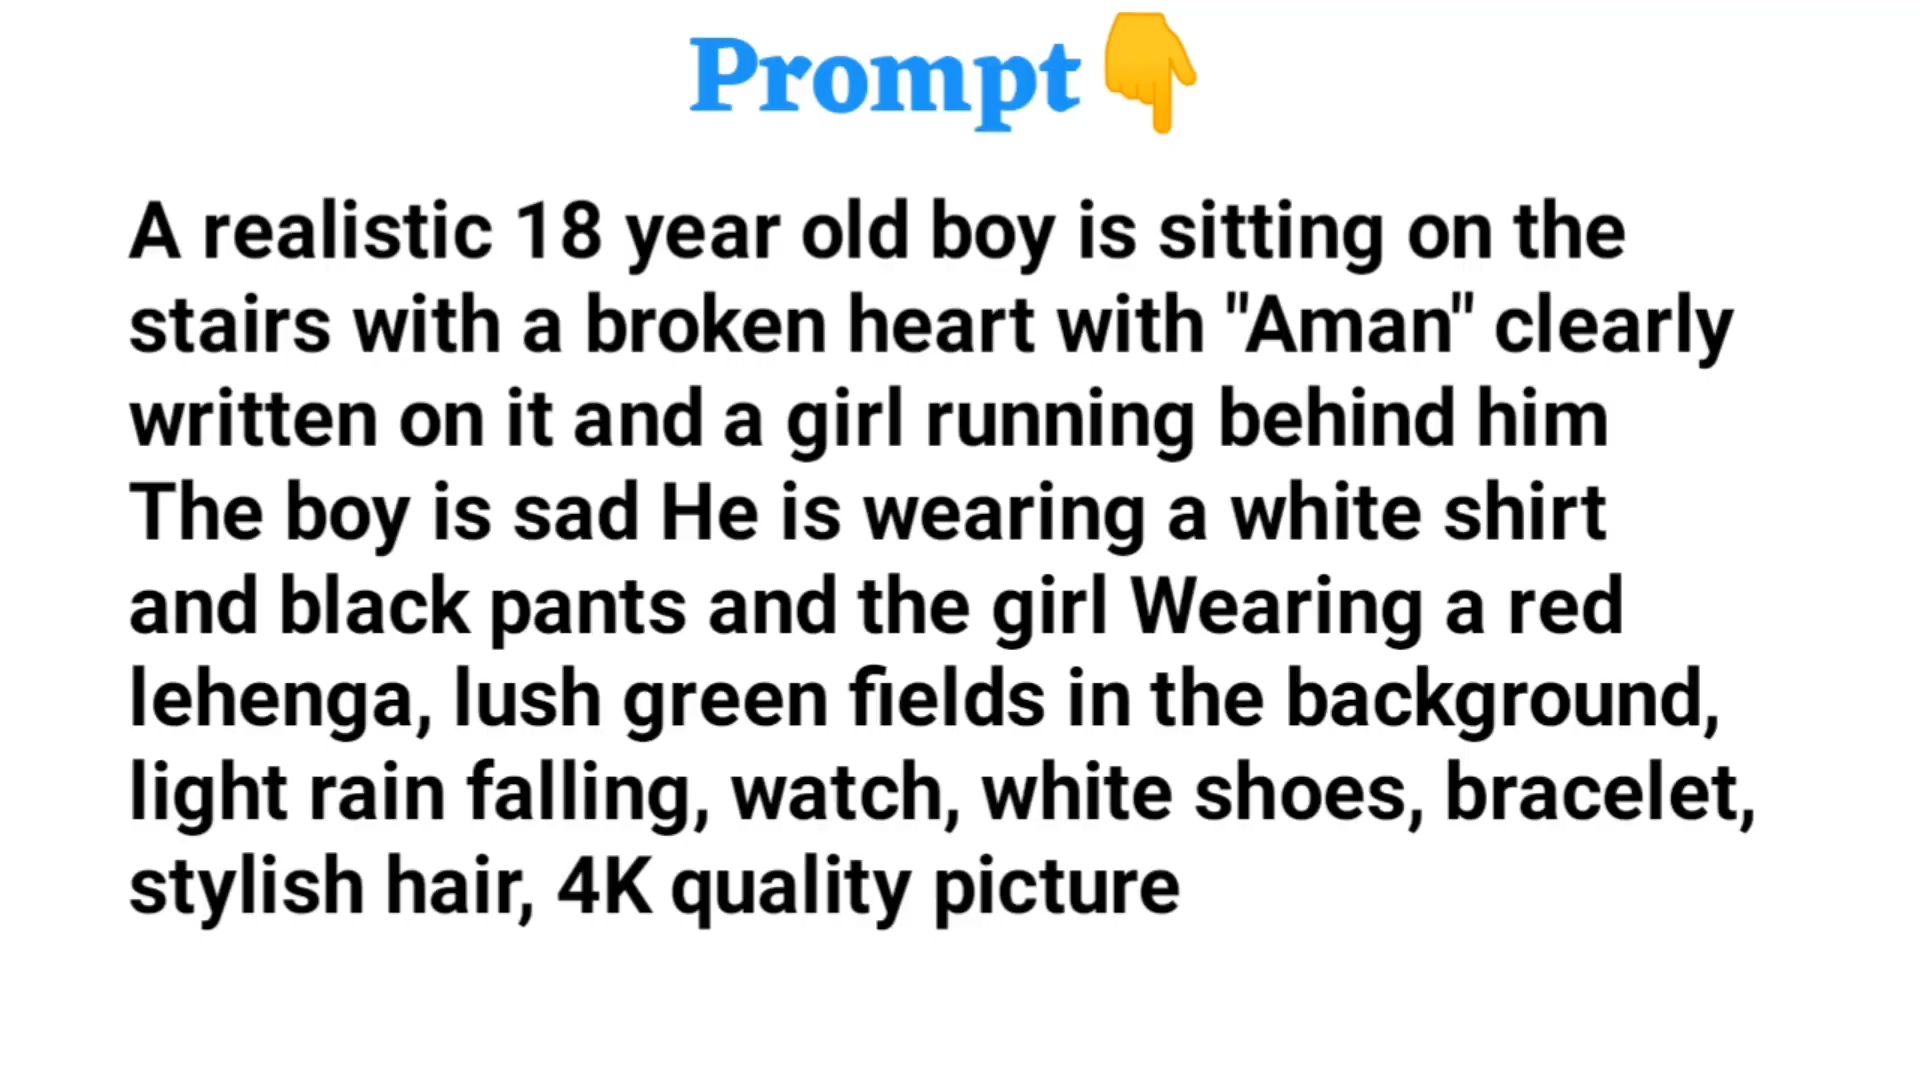 Prompt👇
A realistic 18 year old boy is sitting on the
stairs with a broken heart with "Aman" clearly
written on it and a girl running behind him
The boy is sad He is wearing a white shirt
and black pants and the girl Wearing a red
lehenga, lush green fields in the background,
light rain falling, watch, white shoes, bracelet,
stylish hair, 4K quality picture